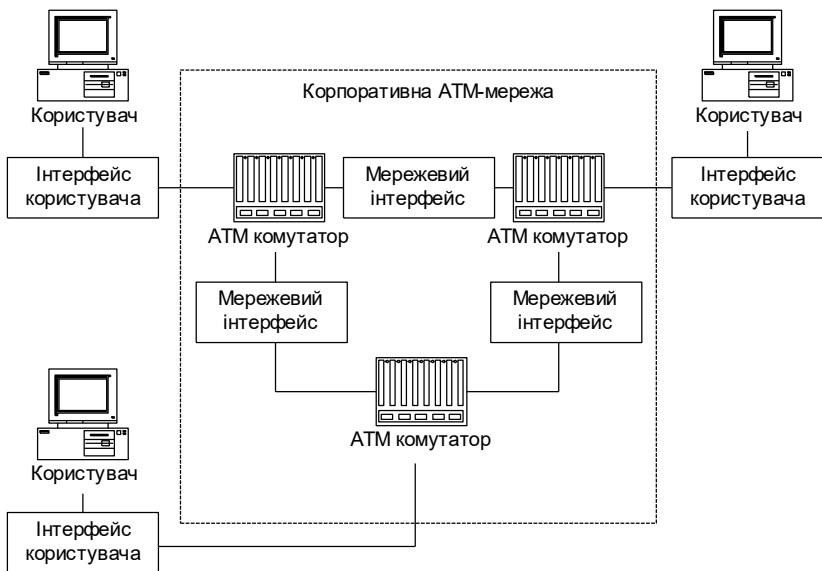 Корпоративна АТМ-мережа
Користувач
Користувач
Інтерфейс
користувача
Мережевий
інтерфейс
Інтерфейс
користувача
АТМ комутатор
АТМ комутатор
Мережевий
інтерфейс
Мережевий
інтерфейс
АТМ комутатор
Користувач
Інтерфейс
користувача